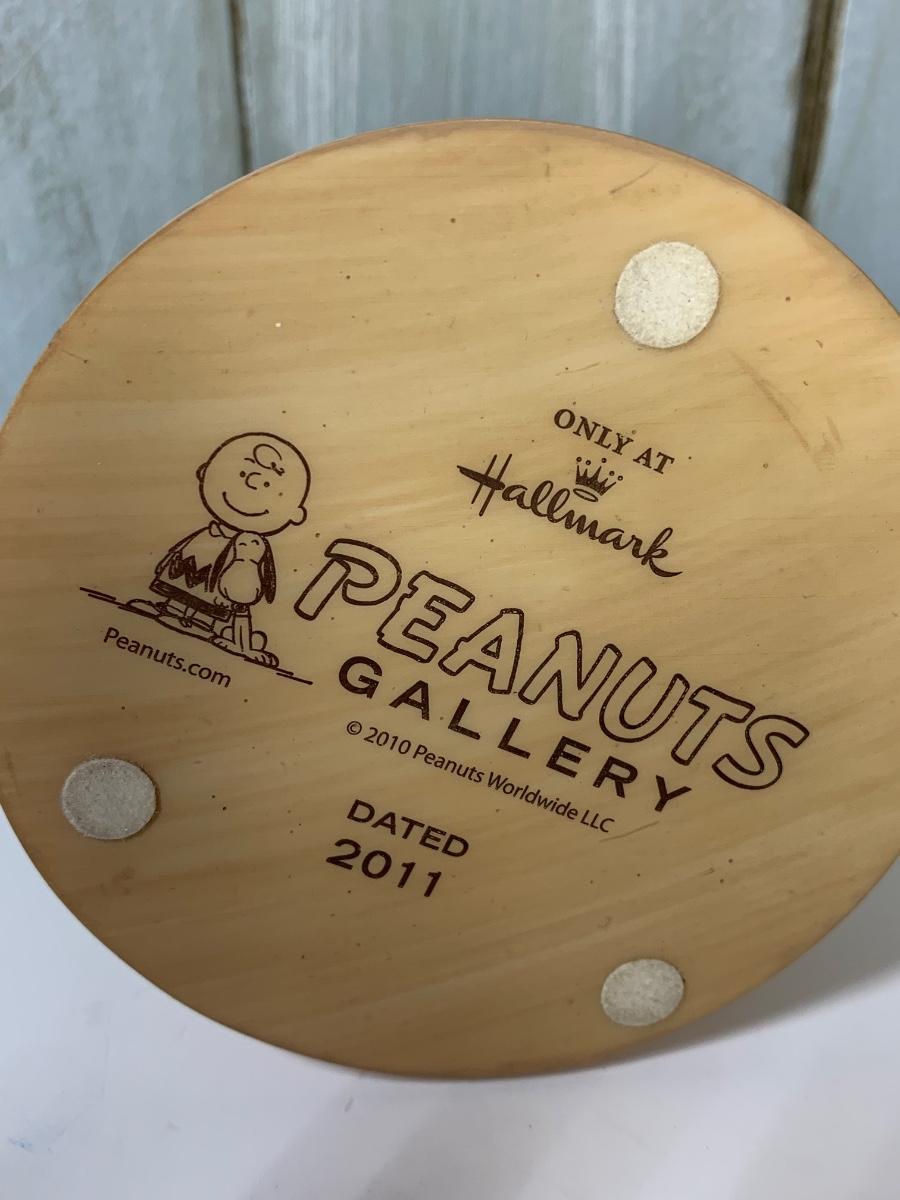 ONLY AT
Hallmark
PEANUTS
GALLERY
Peanuts.com
© 2010 Peanuts Worldwide LLC
DATED
2011